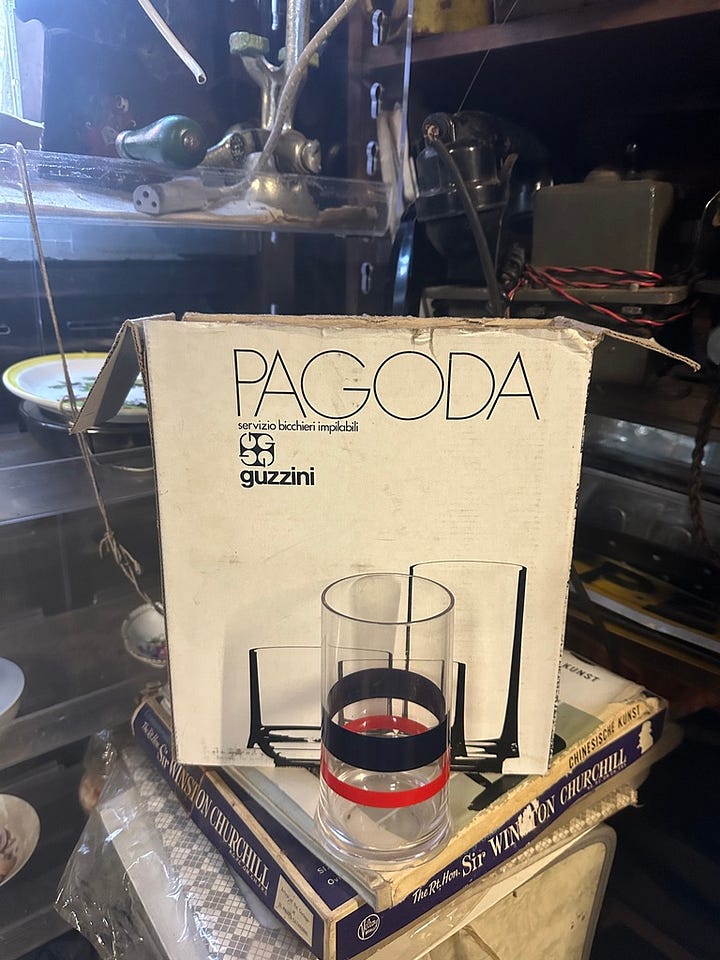 PAGODA
servizio bicchieri impilabili
guzzini
KUNST
CHINESISCHE KUNST
The Rt. Hon. Sir WINSTON CHURCHILL
The Rt. Hon. Sir WINSTON CHURCHILL